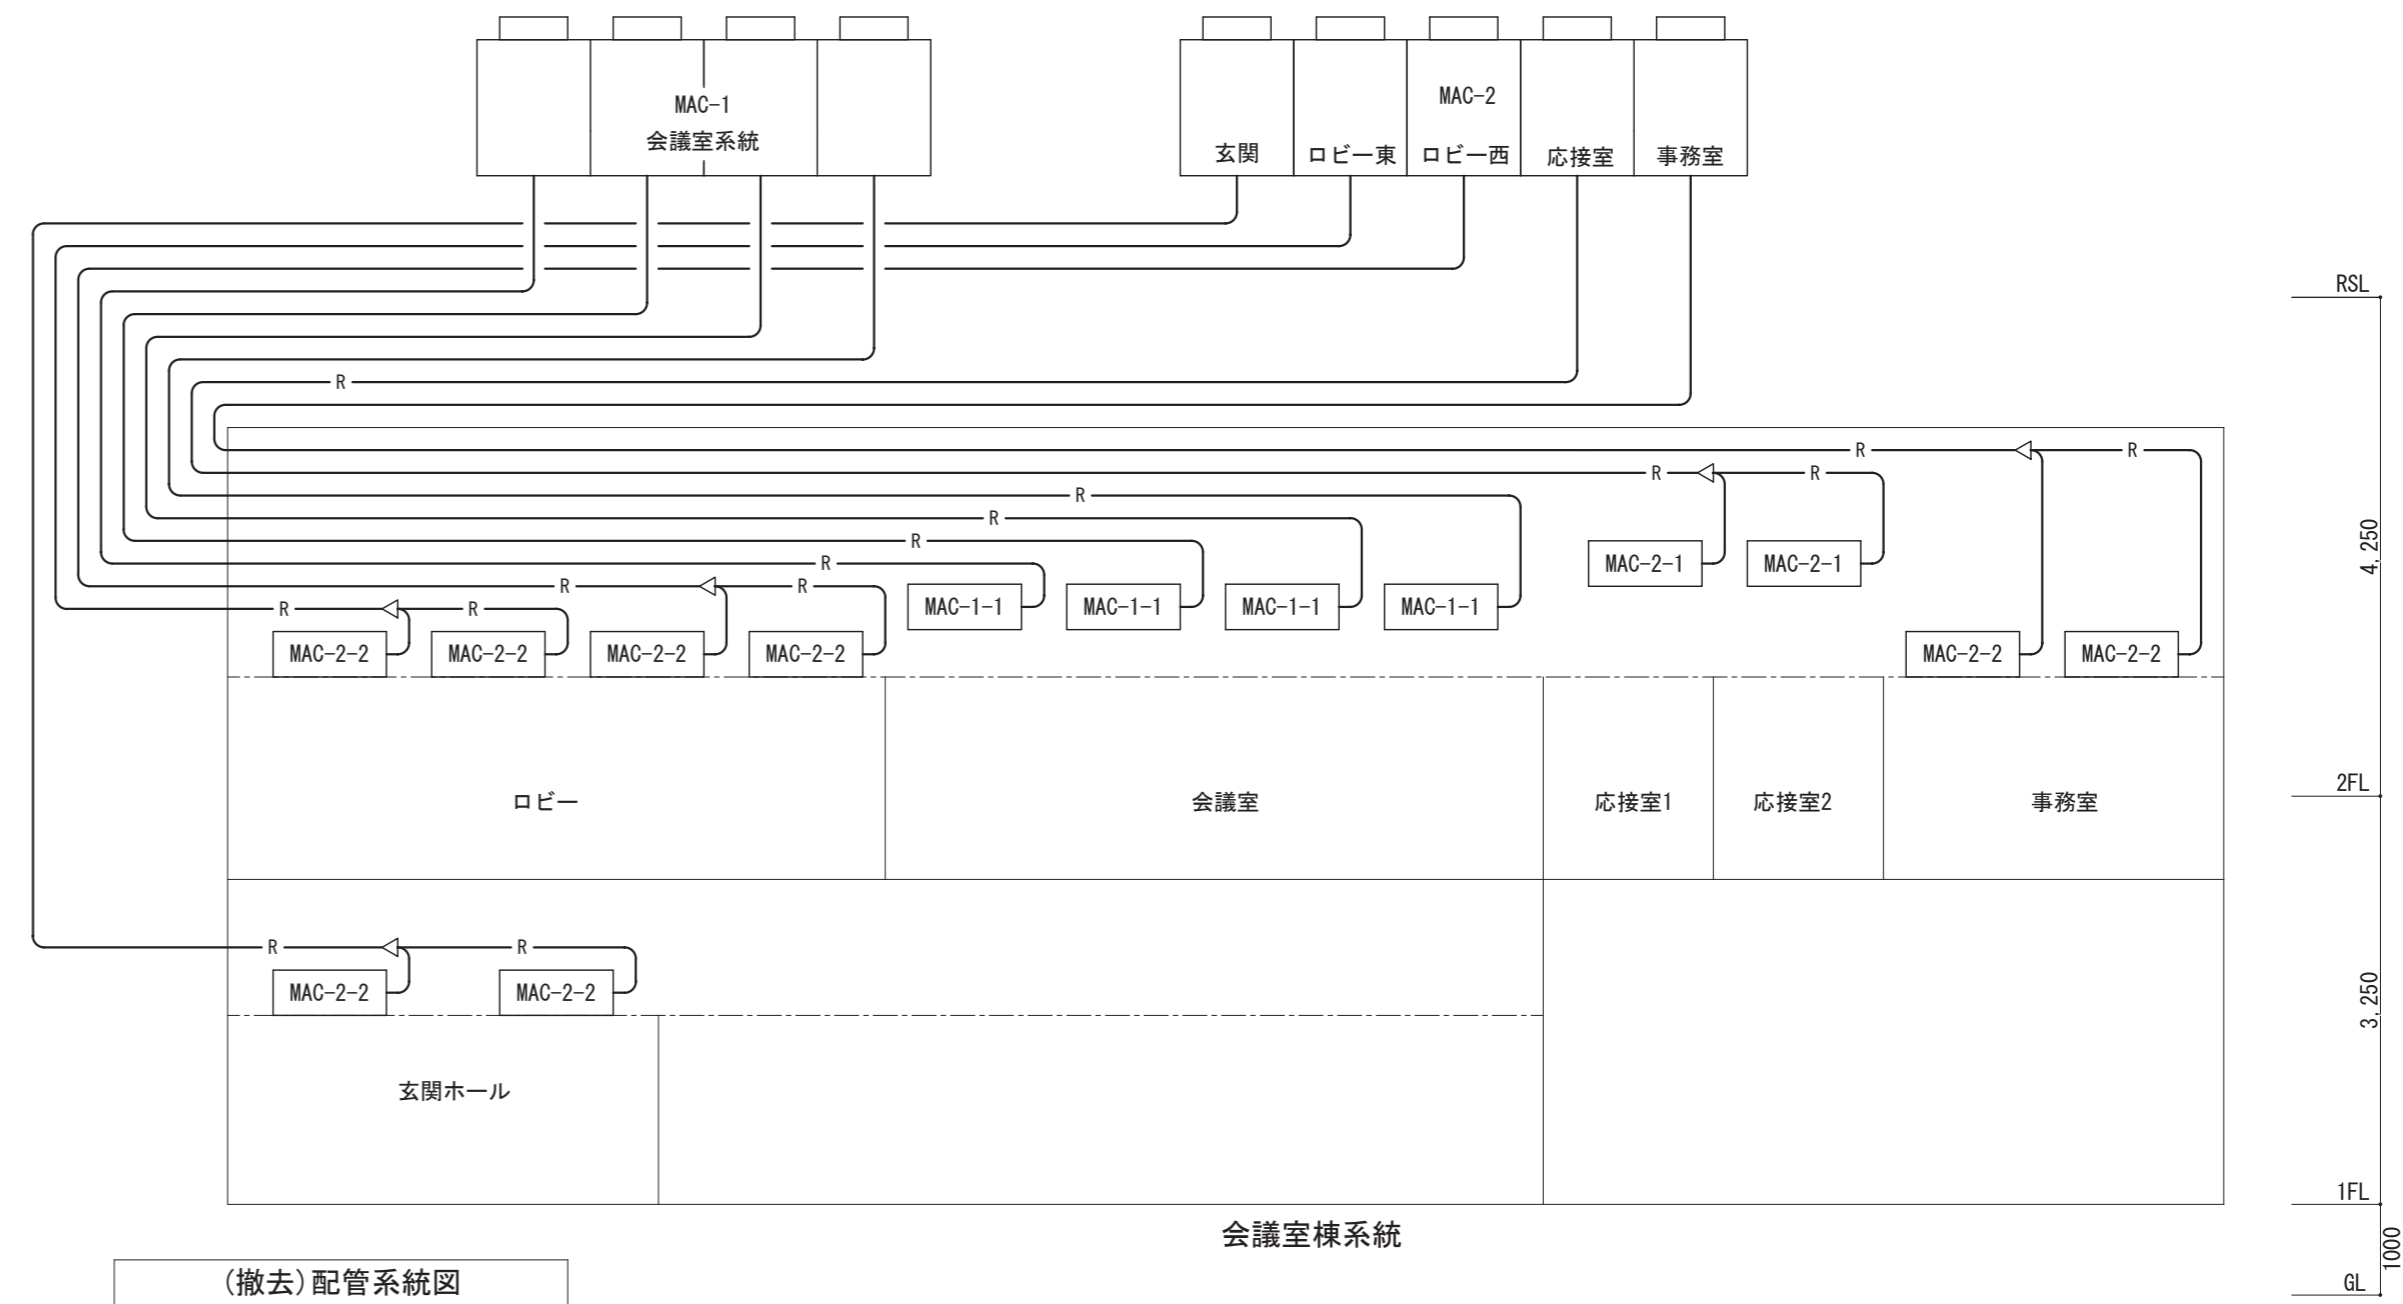 MAC-1
会議室系統
MAC-2
玄関
ロビー東
ロビー西
応接室
事務室
RSL
R
R
R
R
R
R
R
R
R
4,250
MAC-2-1
MAC-2-1
R
R
R
MAC-1-1
MAC-1-1
MAC-1-1
MAC-1-1
R
R
MAC-2-2
MAC-2-2
MAC-2-2
MAC-2-2
MAC-2-2
MAC-2-2
2FL
ロビー
会議室
応接室1
応接室2
事務室
R
R
MAC-2-2
MAC-2-2
3,250
玄関ホール
1FL
会議室棟系統
1000
(撤去)配管系統図
GL